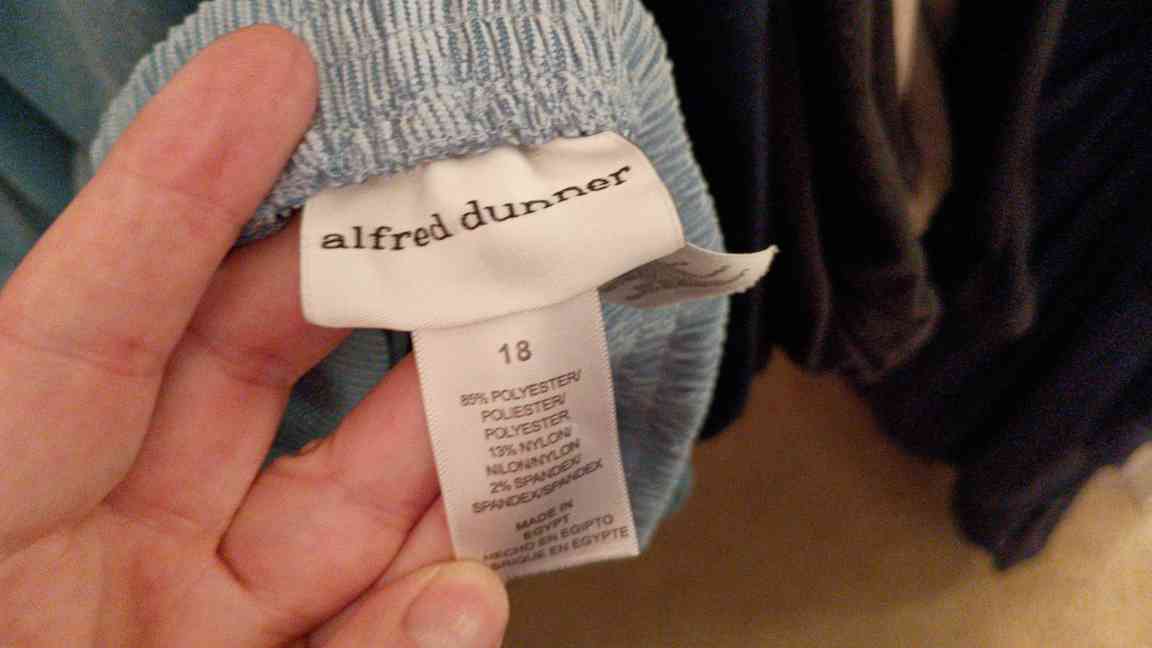 alfred dunner
18
85% POLYESTER/
POLIESTER/
POLYESTER
13% NYLON/
NILON/NYLON
2% SPANDEX/
SPANDEX/SPANDEX
MADE IN
EGYPT
HECHO EN EGIPTO
EN EGYPTE